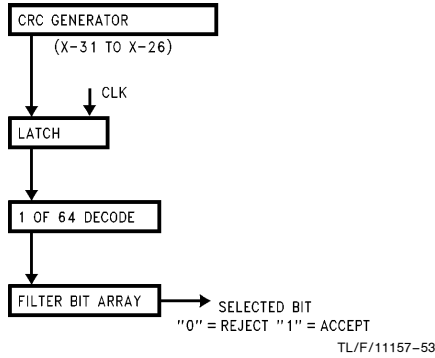 CRC GENERATOR
(X-31 TO X-26)
CLK
LATCH
1 OF 64 DECODE
FILTER BIT ARRAY
SELECTED BIT
"0" = REJECT "1" = ACCEPT
TL/F/11157-53